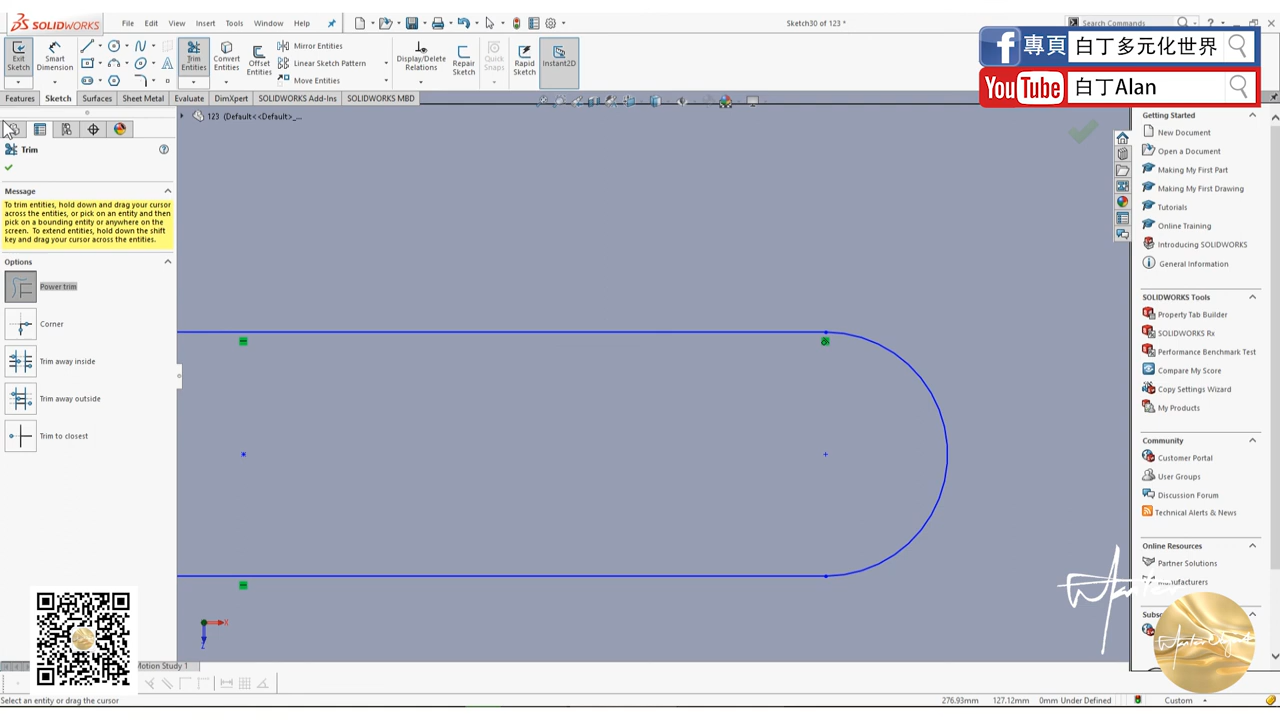 SOLIDWORKS
File Edit View Insert Tools Window Help
Sketch30 of 123 *
Search Commands
專頁 白丁多元化世界
YouTube 白丁Alan
Exit Sketch
Smart Dimension
Trim Entities
Convert Entities
Offset Entities
Mirror Entities
Linear Sketch Pattern
Move Entities
Display/Delete Relations
Repair Sketch
Quick Snaps
Rapid Sketch
Instant2D
Features Sketch Surfaces Sheet Metal Evaluate DimXpert SOLIDWORKS Add-Ins SOLIDWORKS MBD
123 (Default<<Default>_...
Trim
Message
To trim entities, hold down and drag your cursor
across the entities, or pick on an entity and then
pick on a bounding entity or anywhere on the
screen. To extend entities, hold down the shift
key and drag your cursor across the entities.
Options
Power trim
Corner
Trim away inside
Trim away outside
Trim to closest
Getting Started
New Document
Open a Document
Making My First Part
Making My First Drawing
Tutorials
Online Training
Introducing SOLIDWORKS
General Information
SOLIDWORKS Tools
Property Tab Builder
SOLIDWORKS Rx
Performance Benchmark Test
Compare My Score
Copy Settings Wizard
My Products
Community
Customer Portal
User Groups
Discussion Forum
Technical Alerts & News
Online Resources
Partner Solutions
Manufacturers
X
Z
Motion Study 1
Select an entity or drag the cursor
276.93mm 127.12mm 0mm Under Defined
Custom